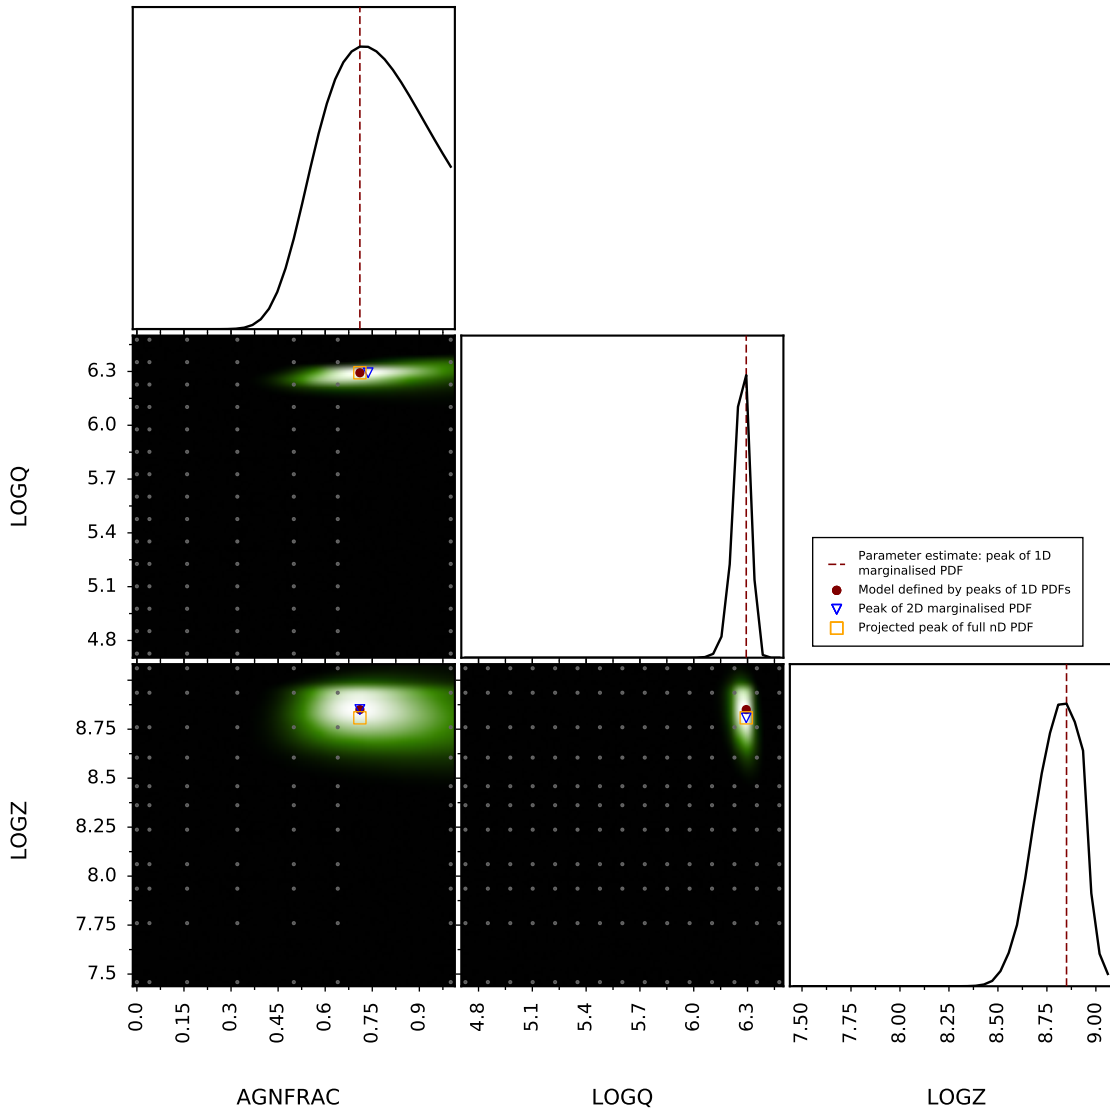 6.3
6.0
5.7
5.4
5.1
4.8
LOGQ
Parameter estimate: peak of 1D
marginalised PDF
Model defined by peaks of 1D PDFs
Peak of 2D marginalised PDF
Projected peak of full nD PDF
8.75
8.5
8.25
8.0
7.75
7.5
LOGZ
0.0 0.15 0.3 0.45 0.6 0.75 0.9
4.8 5.1 5.4 5.7 6.0 6.3
7.50 7.75 8.00 8.25 8.50 8.75 9.00
AGNFRAC LOGQ LOGZ